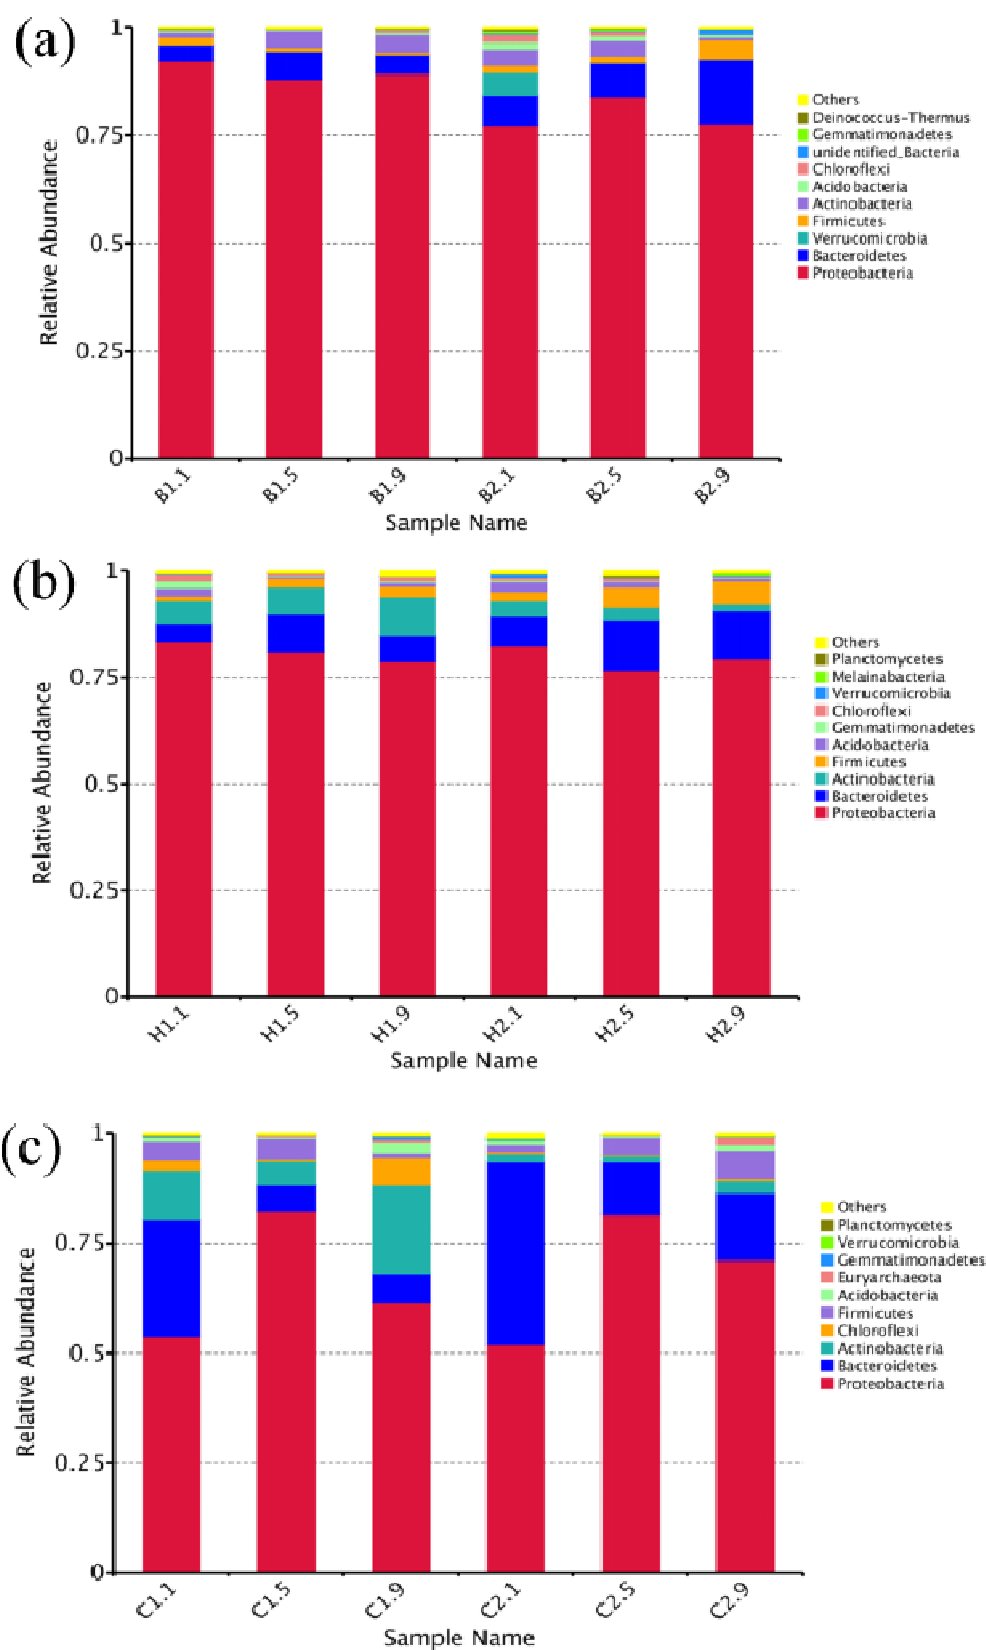 (a)
1
0.75
0.5
0.25
0
Relative Abundance
B1.1
B1.5
B1.9
B2.1
B2.5
B2.9
Sample Name
Others
Deinococcus-Thermus
Gemmatimonadetes
unidentified_Bacteria
Chloroflexi
Acidobacteria
Actinobacteria
Firmicutes
Verrucomicrobia
Bacteroidetes
Proteobacteria
(b)
1
0.75
0.5
0.25
0
Relative Abundance
H1.1
H1.5
H1.9
H2.1
H2.5
H2.9
Sample Name
Others
Planctomycetes
Melainabacteria
Verrucomicrobia
Chloroflexi
Gemmatimonadetes
Acidobacteria
Firmicutes
Actinobacteria
Bacteroidetes
Proteobacteria
(c)
1
0.75
0.5
0.25
0
Relative Abundance
C1.1
C1.5
C1.9
C2.1
C2.5
C2.9
Sample Name
Others
Planctomycetes
Verrucomicrobia
Gemmatimonadetes
Euryarchaeota
Acidobacteria
Firmicutes
Chloroflexi
Actinobacteria
Bacteroidetes
Proteobacteria